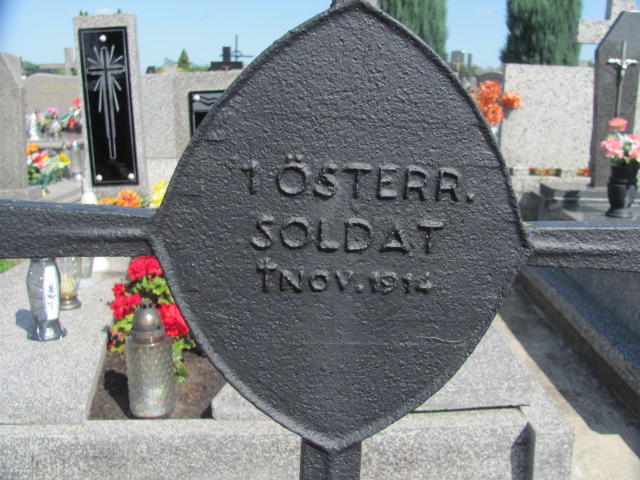 1 ÖSTERR.
SOLDAT
†NOV. 1914